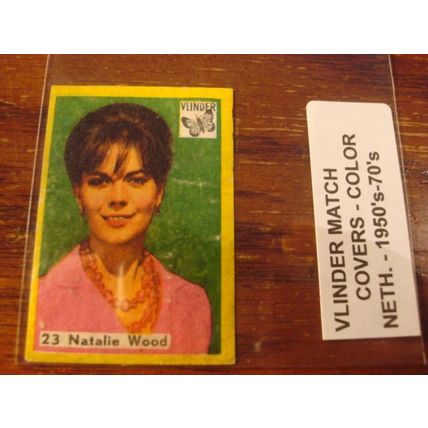 VLINDER
23 Natalie Wood
VLINDER MATCH
COVERS - COLOR
NETH. - 1950's-70's